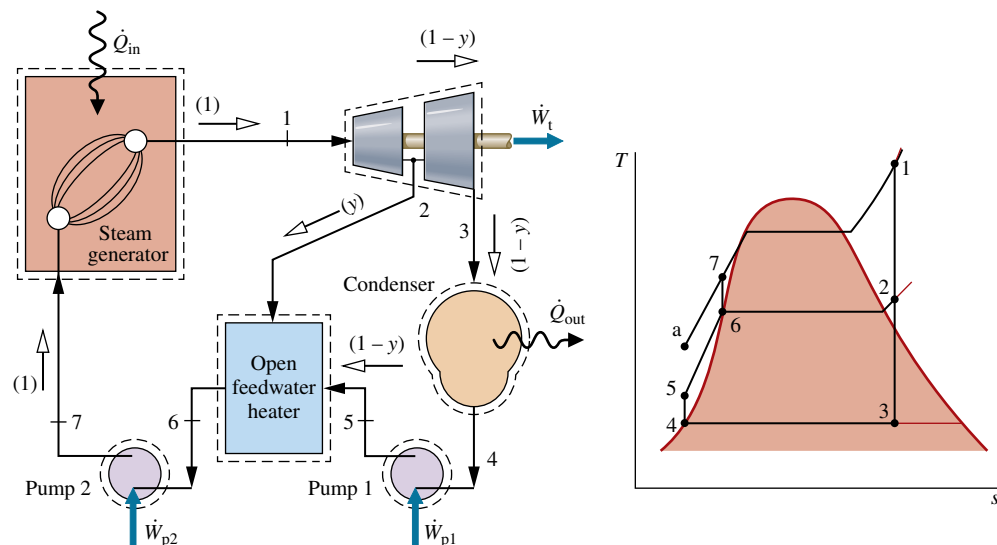 Q̇in
(1)
1
(1 – y)
Ẇt
(y)
2
3
(1 – y)
Steam
generator
Condenser
Q̇out
(1)
(1 – y)
Open
feedwater
heater
7
6
5
4
Pump 2
Pump 1
Ẇp2
Ẇp1
T
1
7
2
a
6
5
4
3
s